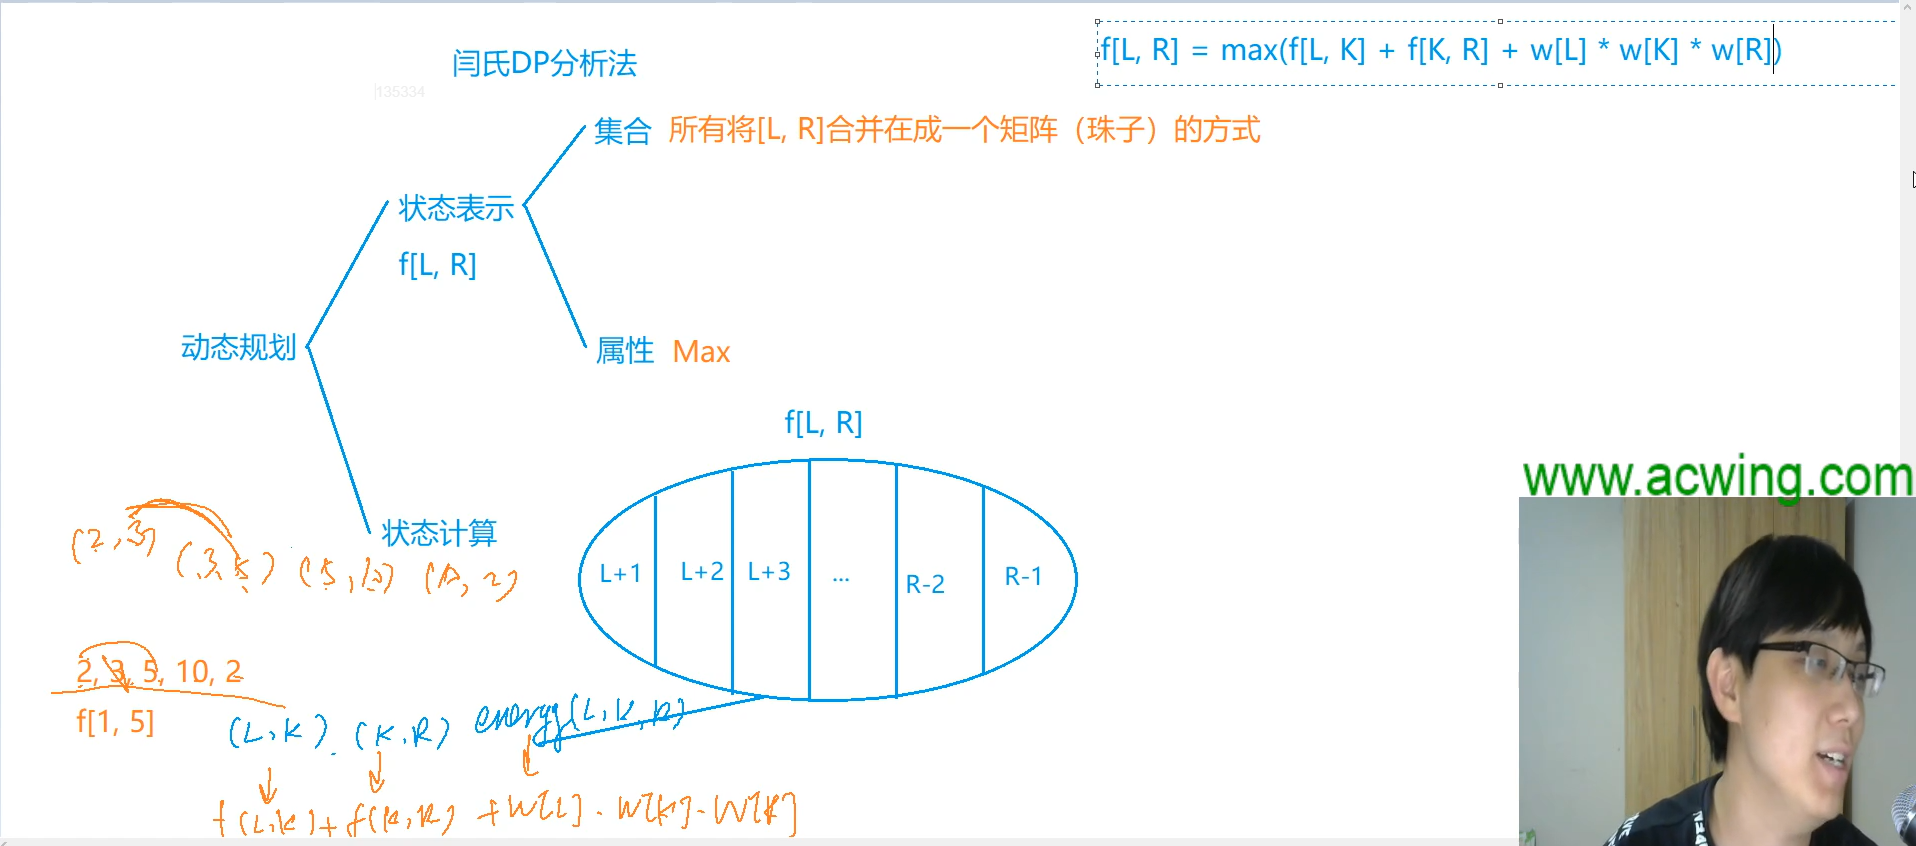 f[L, R] = max(f[L, K] + f[K, R] + w[L] * w[K] * w[R])
闫氏DP分析法
135334
集合 所有将[L, R]合并在成一个矩阵（珠子）的方式
状态表示
f[L, R]
动态规划
属性 Max
f[L, R]
www.acwing.com
状态计算
(2,3) (3,5) (5,10) (10,2)
L+1 L+2 L+3 ... R-2 R-1
2, 3, 5, 10, 2
f[1, 5]
(L,K) (K,R) energy(L,K,R)
f(L,K)+f(K,R)+W[L]·W[K]·W[R]